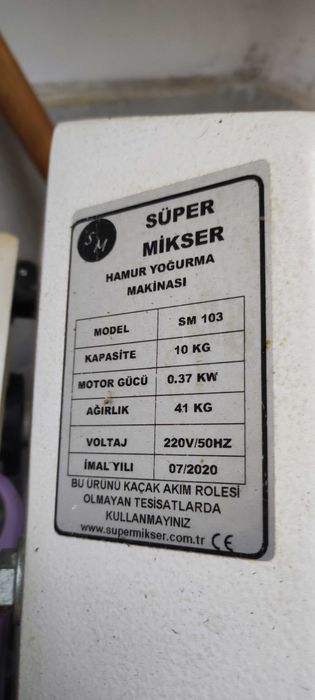 SM
SÜPER
MİKSER
HAMUR YOĞURMA
MAKİNASI
MODEL SM 103
KAPASİTE 10 KG
MOTOR GÜCÜ 0.37 KW
AĞIRLIK 41 KG
VOLTAJ 220V/50HZ
İMAL YILI 07/2020
BU ÜRÜNÜ KAÇAK AKIM ROLESİ
OLMAYAN TESİSATLARDA
KULLANMAYINIZ
www.supermikser.com.tr CE